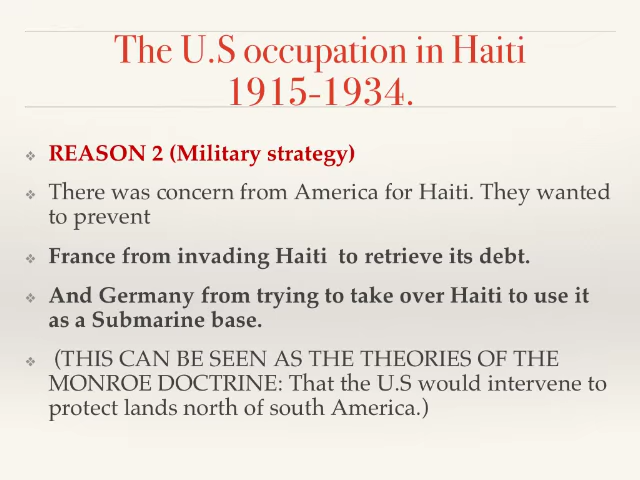 The U.S occupation in Haiti
1915-1934.
REASON 2 (Military strategy)
There was concern from America for Haiti. They wanted
to prevent
France from invading Haiti  to retrieve its debt.
And Germany from trying to take over Haiti to use it
as a Submarine base.
(THIS CAN BE SEEN AS THE THEORIES OF THE
MONROE DOCTRINE: That the U.S would intervene to
protect lands north of south America.)